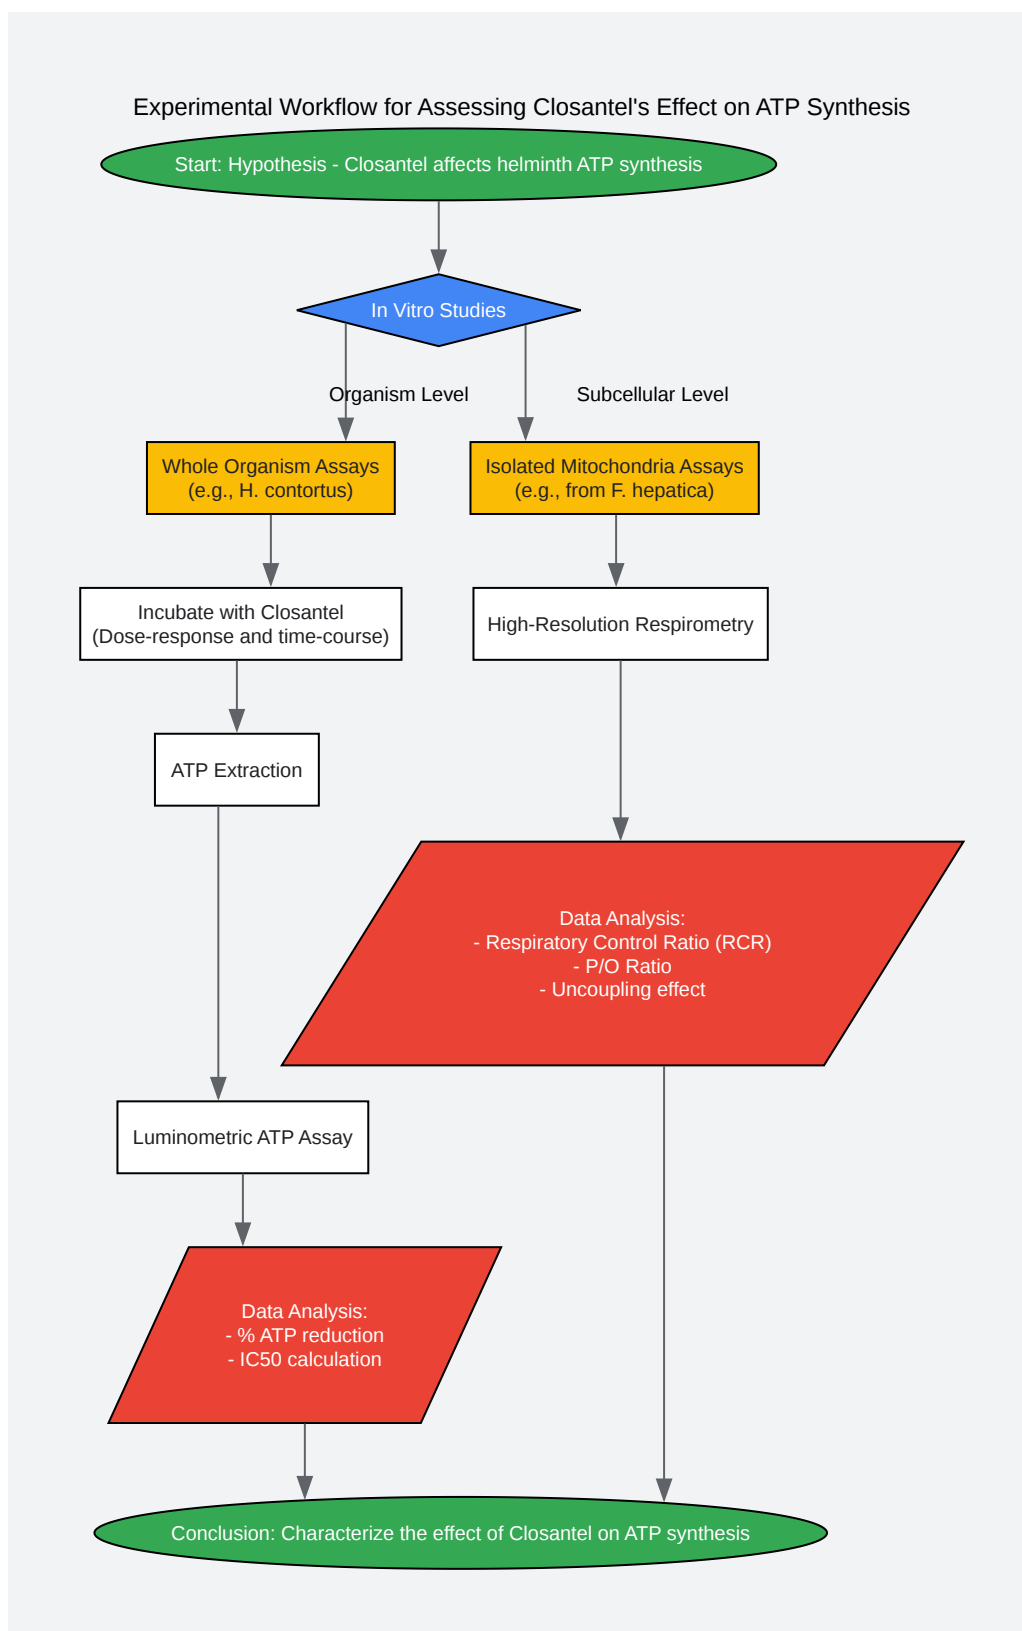 Experimental Workflow for Assessing Closantel's Effect on ATP Synthesis
Start: Hypothesis - Closantel affects helminth ATP synthesis
In Vitro Studies
Organism Level
Subcellular Level
Whole Organism Assays
(e.g., H. contortus)
Isolated Mitochondria Assays
(e.g., from F. hepatica)
Incubate with Closantel
(Dose-response and time-course)
High-Resolution Respirometry
ATP Extraction
Data Analysis:
- Respiratory Control Ratio (RCR)
- P/O Ratio
- Uncoupling effect
Luminometric ATP Assay
Data Analysis:
- % ATP reduction
- IC50 calculation
Conclusion: Characterize the effect of Closantel on ATP synthesis